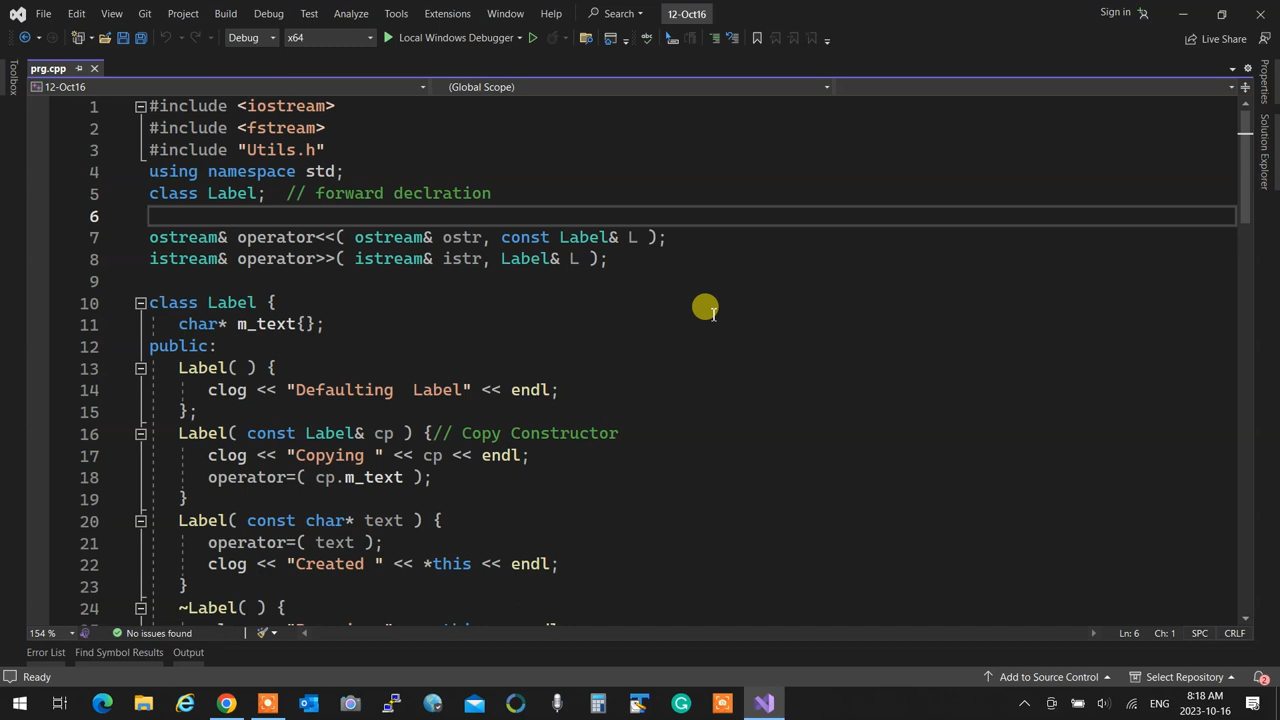 File Edit View Git Project Build Debug Test Analyze Tools Extensions Window Help Search 12-Oct16 Sign in
Debug x64 Local Windows Debugger Live Share
prg.cpp
12-Oct16 (Global Scope)
Toolbox
Properties
Solution Explorer
1 #include <iostream>
2 #include <fstream>
3 #include "Utils.h"
4 using namespace std;
5 class Label;  // forward declration
6
7 ostream& operator<<( ostream& ostr, const Label& L );
8 istream& operator>>( istream& istr, Label& L );
9
10 class Label {
11 char* m_text{};
12 public:
13 Label( ) {
14 clog << "Defaulting  Label" << endl;
15 };
16 Label( const Label& cp ) {// Copy Constructor
17 clog << "Copying " << cp << endl;
18 operator=( cp.m_text );
19 }
20 Label( const char* text ) {
21 operator=( text );
22 clog << "Created " << *this << endl;
23 }
24 ~Label( ) {
154 % No issues found Ln: 6 Ch: 1 SPC CRLF
Error List Find Symbol Results Output
Ready Add to Source Control Select Repository 2
ENG 8:18 AM
2023-10-16